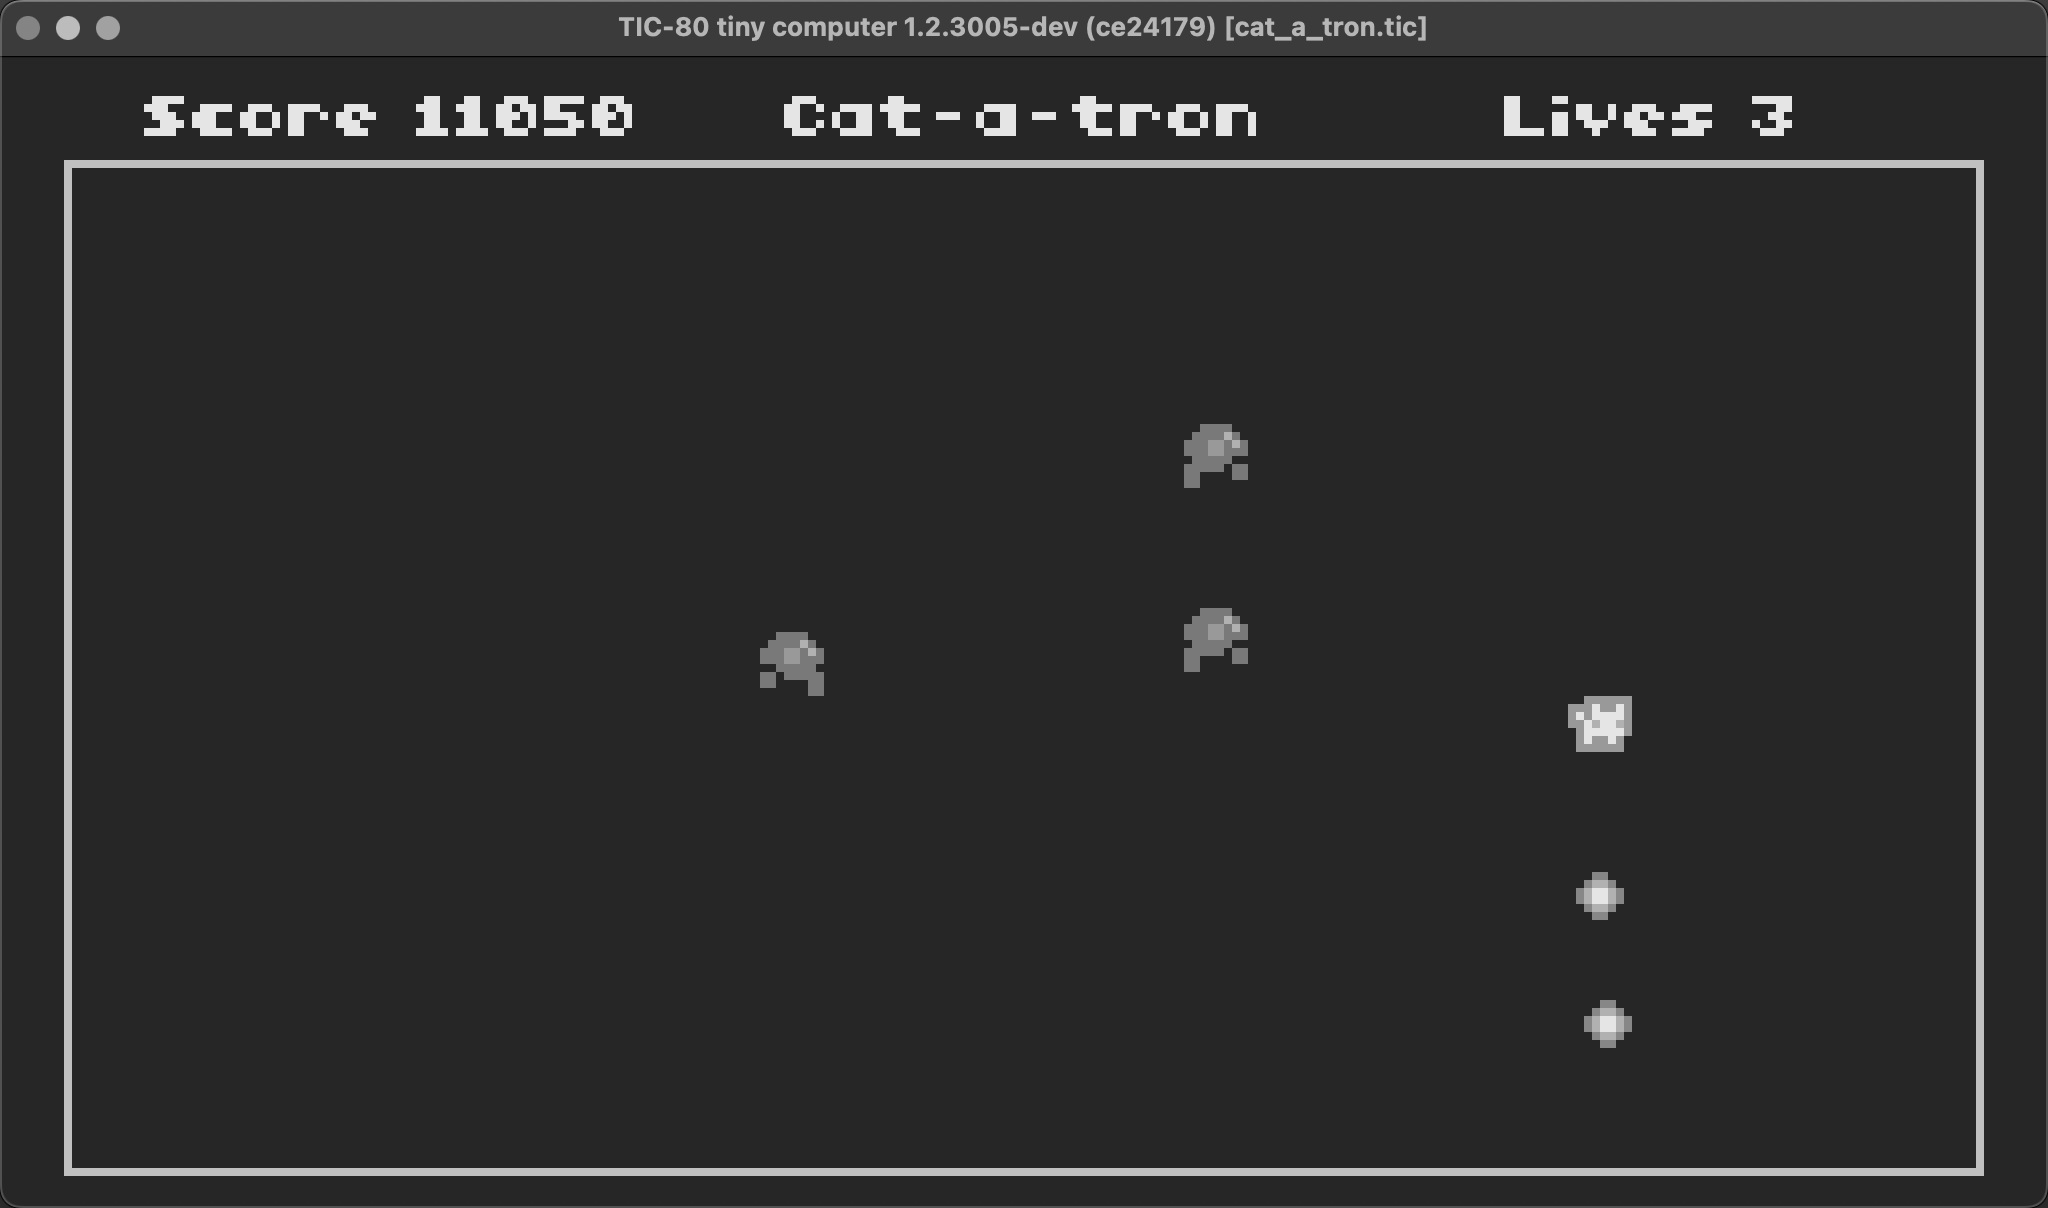 TIC-80 tiny computer 1.2.3005-dev (ce24179) [cat_a_tron.tic]
Score 11050 Cat-a-tron Lives 3